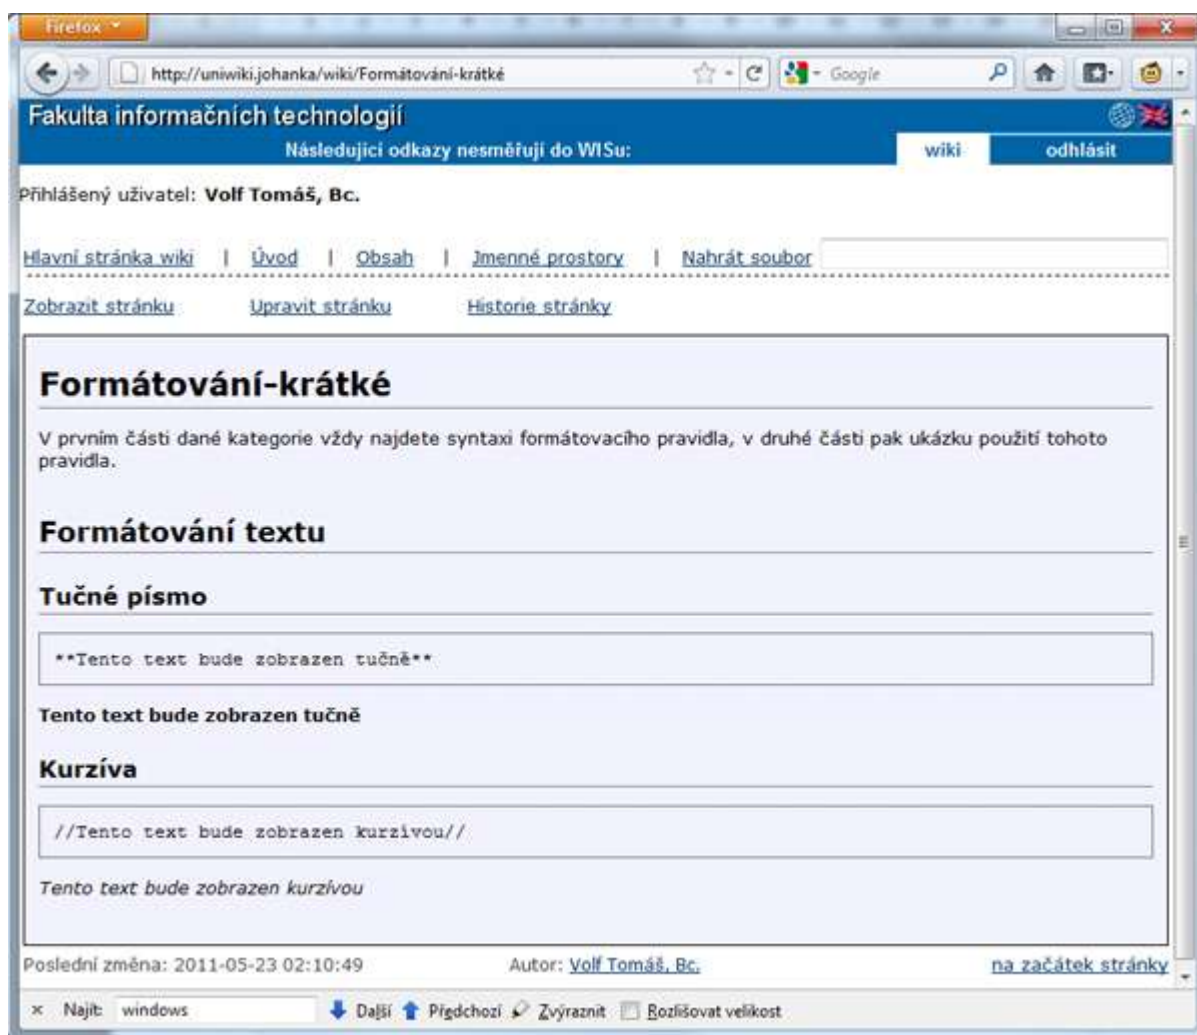 Firefox
http://uniwiki.johanka/wiki/Formátování-krátké
Google
Fakulta informačních technologií
Následující odkazy nesměřují do WISu: wiki odhlásit
Přihlášený uživatel: Volf Tomáš, Bc.
Hlavní stránka wiki | Úvod | Obsah | Jmenné prostory | Nahrát soubor
Zobrazit stránku Upravit stránku Historie stránky
Formátování-krátké
V prvním části dané kategorie vždy najdete syntaxi formátovacího pravidla, v druhé části pak ukázku použití tohoto
pravidla.
Formátování textu
Tučné písmo
**Tento text bude zobrazen tučně**
Tento text bude zobrazen tučně
Kurzíva
//Tento text bude zobrazen kurzívou//
Tento text bude zobrazen kurzívou
Poslední změna: 2011-05-23 02:10:49 Autor: Volf Tomáš, Bc. na začátek stránky
× Najít: windows Další Předchozí Zvýraznit Rozlišovat velikost